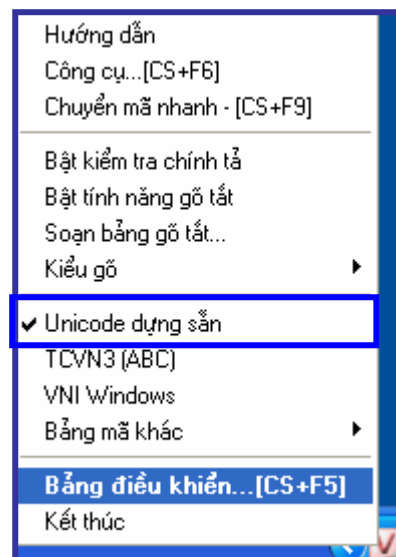 Hướng dẫn
Công cụ...[CS+F6]
Chuyển mã nhanh - [CS+F9]
Bật kiểm tra chính tả
Bật tính năng gõ tắt
Soạn bảng gõ tắt...
Kiểu gõ
Unicode dựng sẵn
TCVN3 (ABC)
VNI Windows
Bảng mã khác
Bảng điều khiển...[CS+F5]
Kết thúc
V